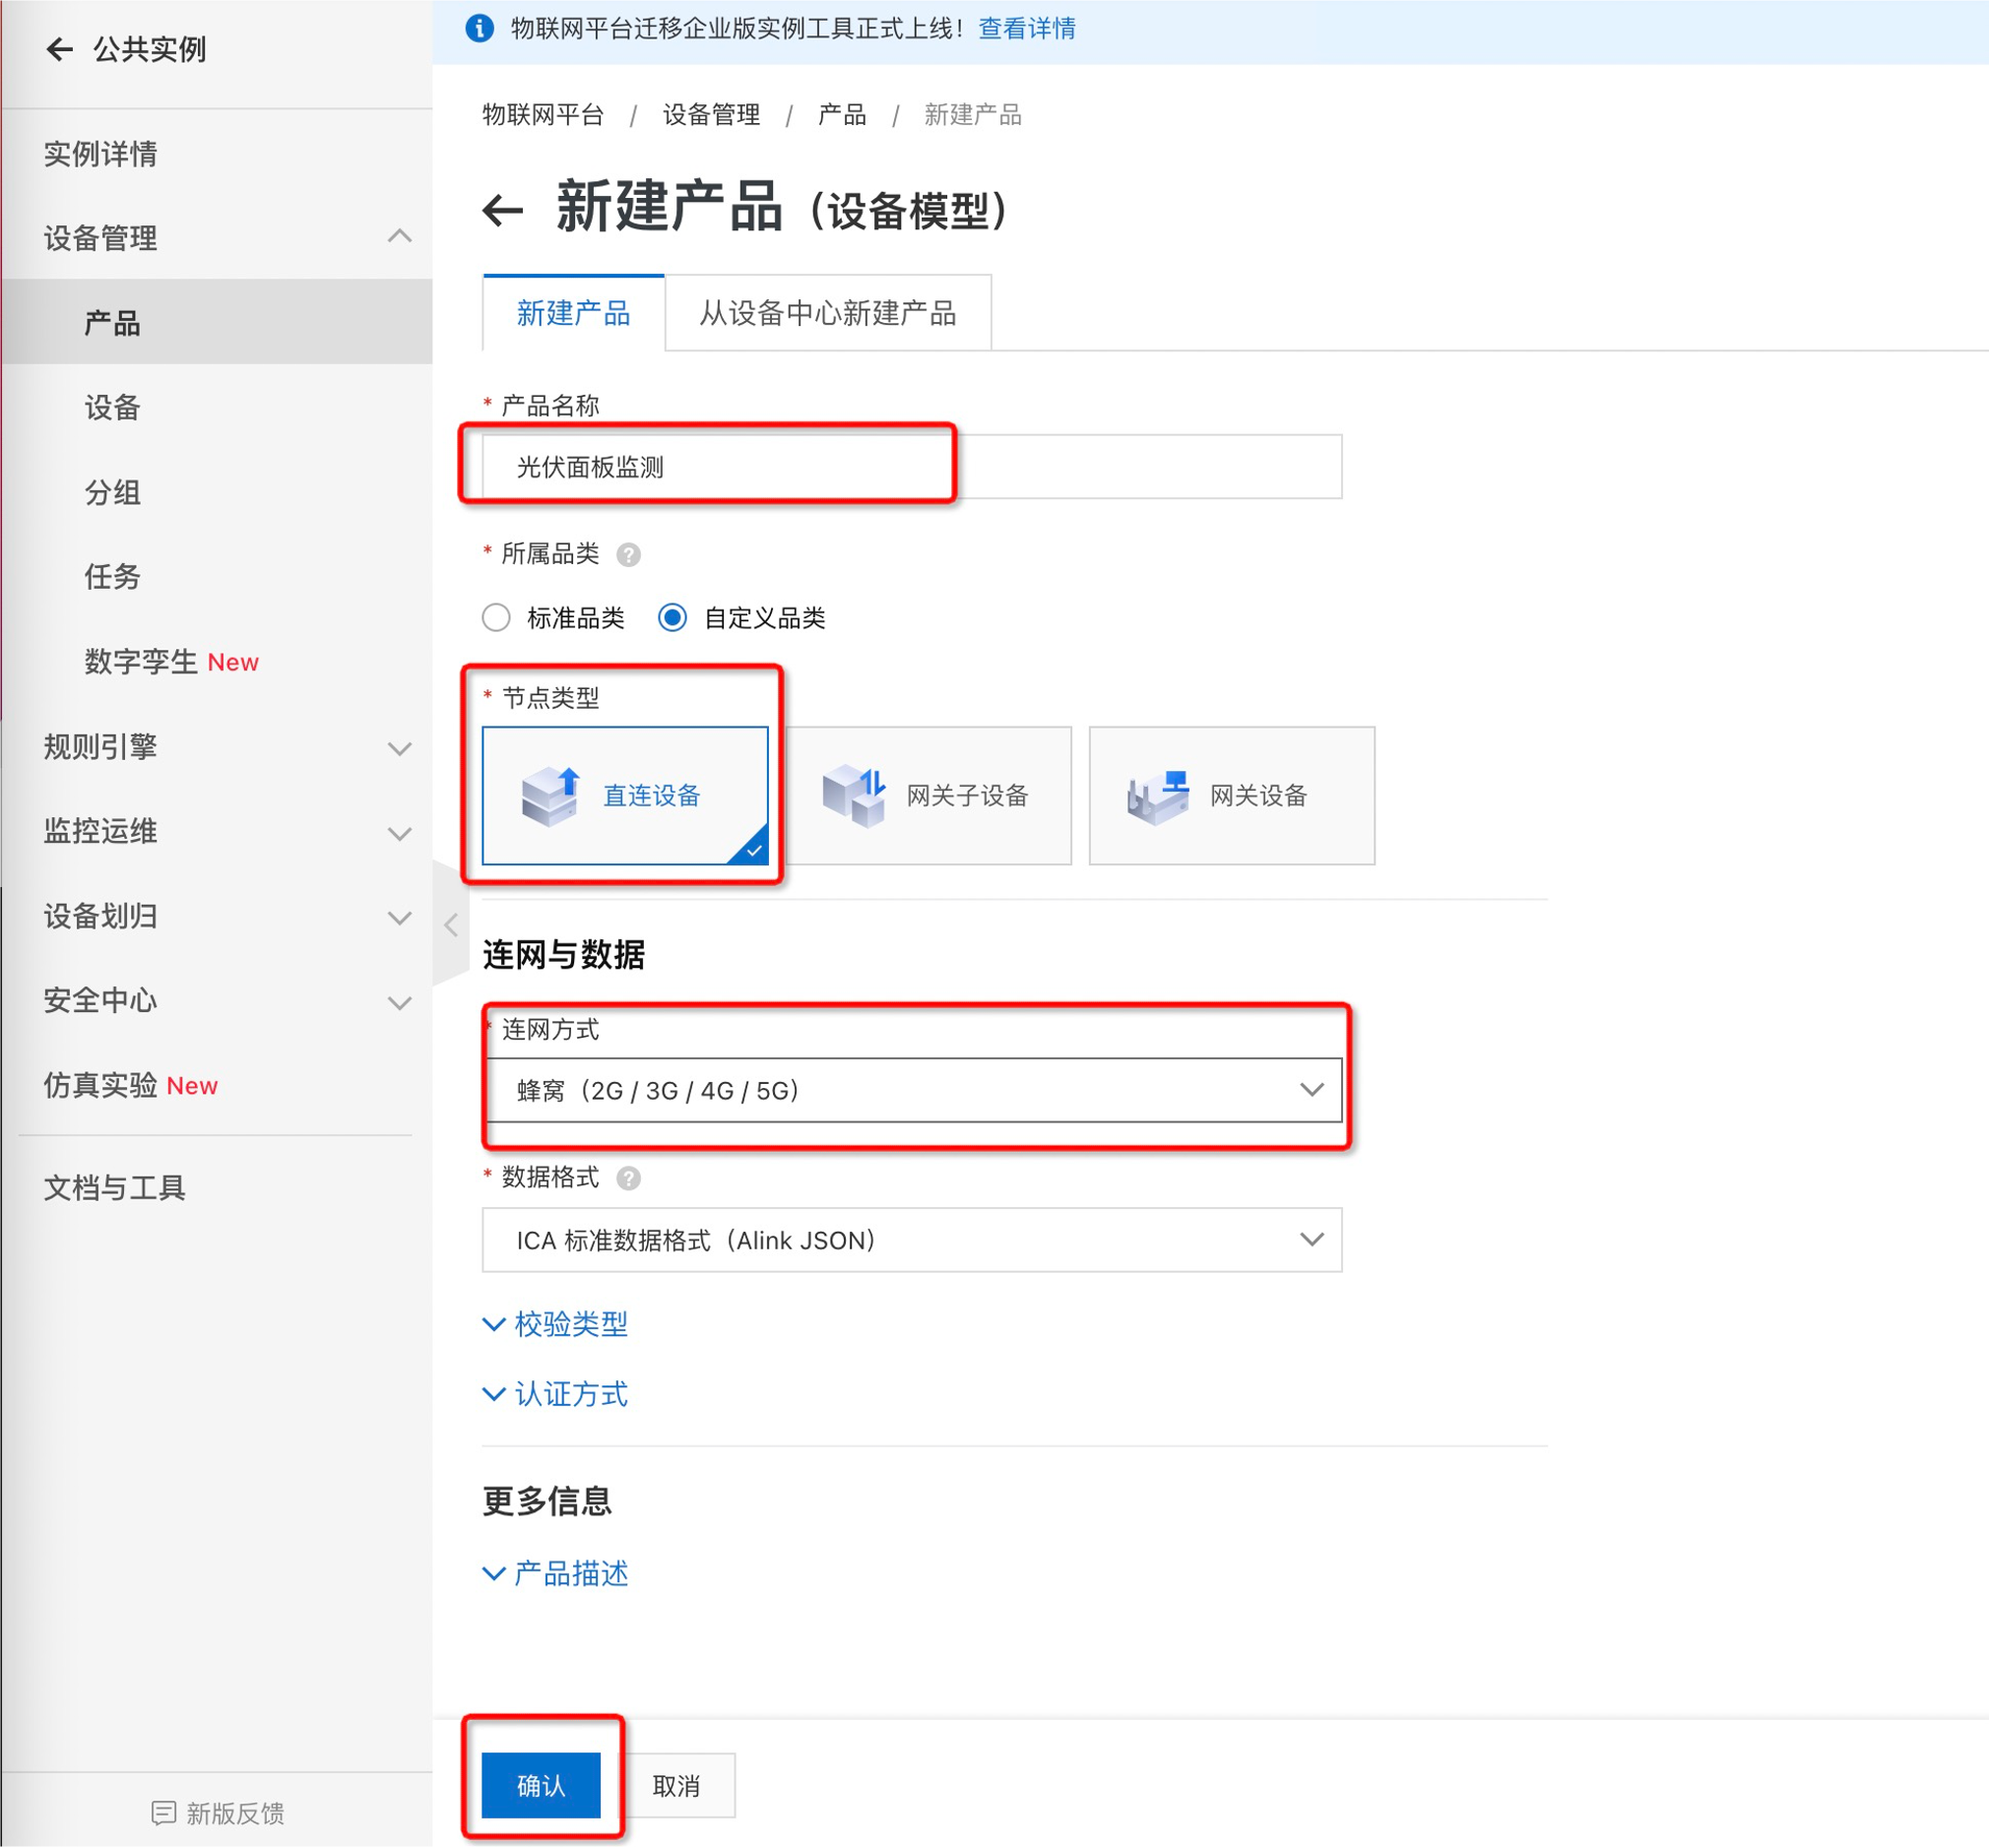 公共实例
实例详情
设备管理
产品
设备
分组
任务
数字孪生 New
规则引擎
监控运维
设备划归
安全中心
仿真实验 New
文档与工具
新版反馈
物联网平台迁移企业版实例工具正式上线！ 查看详情
物联网平台 / 设备管理 / 产品 / 新建产品
新建产品（设备模型）
新建产品 从设备中心新建产品
* 产品名称
光伏面板监测
* 所属品类 ?
标准品类 自定义品类
* 节点类型
直连设备 网关子设备 网关设备
连网与数据
* 连网方式
蜂窝（2G / 3G / 4G / 5G）
* 数据格式 ?
ICA 标准数据格式（Alink JSON）
校验类型
认证方式
更多信息
产品描述
确认 取消